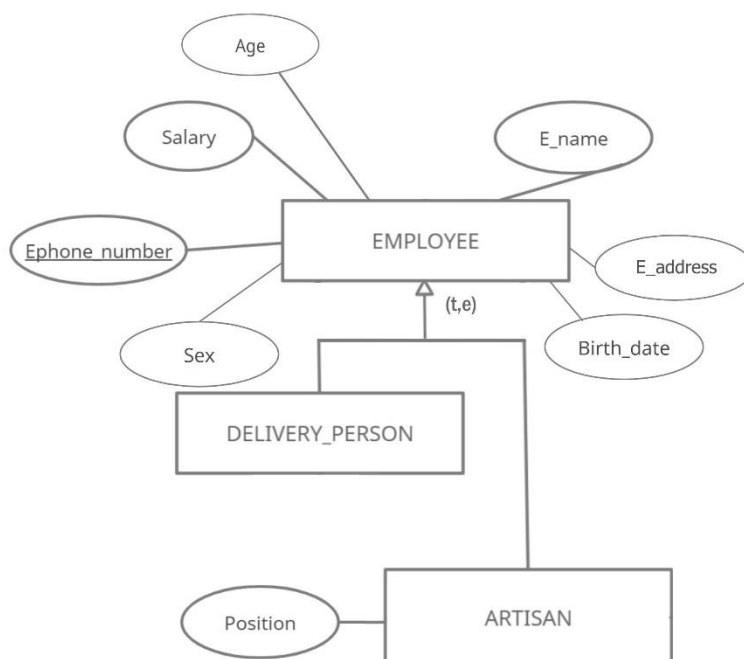 Age
Salary
E_name
Ephone_number
EMPLOYEE
E_address
(t,e)
Sex
Birth_date
DELIVERY_PERSON
Position
ARTISAN